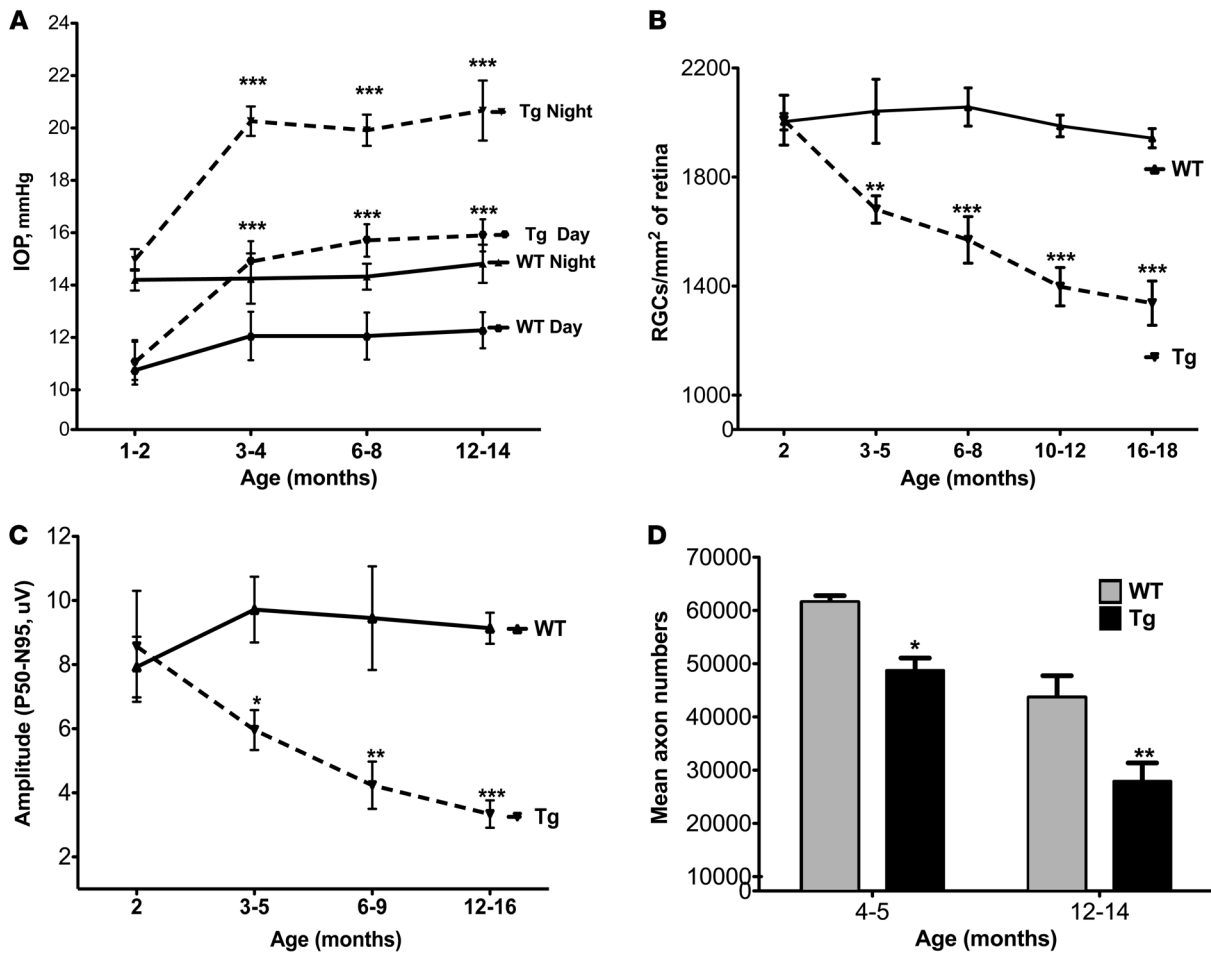 A
IOP, mmHg
24
22
20
18
16
14
12
10
0
***
***
***
***
***
***
Tg Night
Tg Day
WT Night
WT Day
1-2
3-4
6-8
12-14
Age (months)
B
RGCs/mm² of retina
2200
1800
1400
1000
0
**
***
***
***
WT
Tg
2
3-5
6-8
10-12
16-18
Age (months)
C
Amplitude (P50-N95, uV)
12
10
8
6
4
2
*
**
***
WT
Tg
2
3-5
6-9
12-16
Age (months)
D
Mean axon numbers
70000
60000
50000
40000
30000
20000
10000
0
WT
Tg
*
**
4-5
12-14
Age (months)